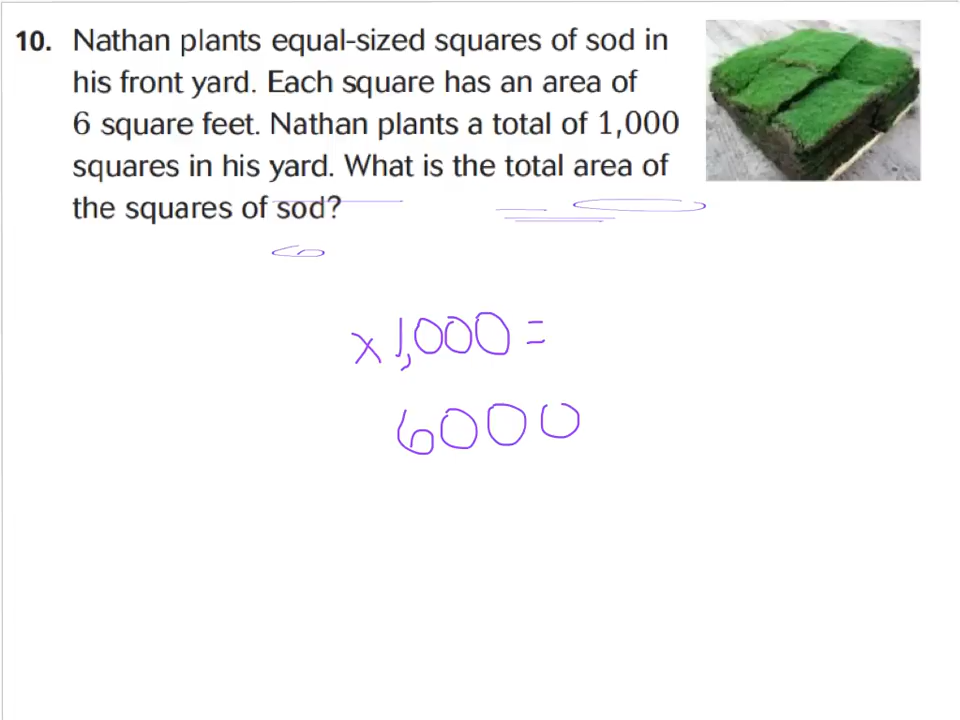 10. Nathan plants equal-sized squares of sod in
his front yard. Each square has an area of
6 square feet. Nathan plants a total of 1,000
squares in his yard. What is the total area of
the squares of sod?
6
x 1,000 =
6000